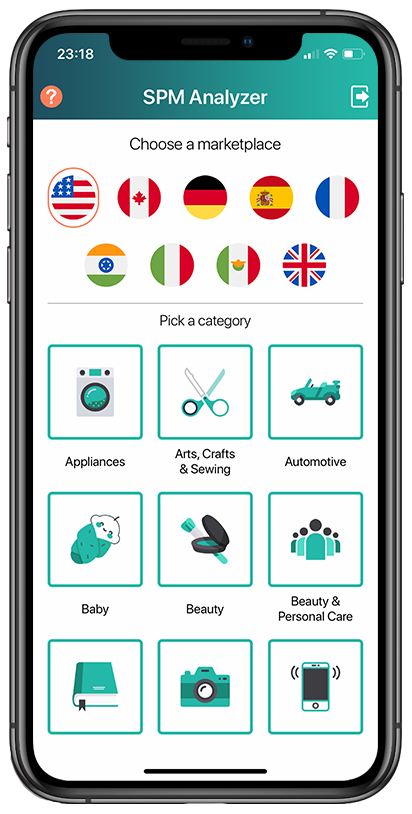 23:18
?
SPM Analyzer
Choose a marketplace
Pick a category
Appliances
Arts, Crafts
& Sewing
Automotive
Baby
Beauty
Beauty &
Personal Care